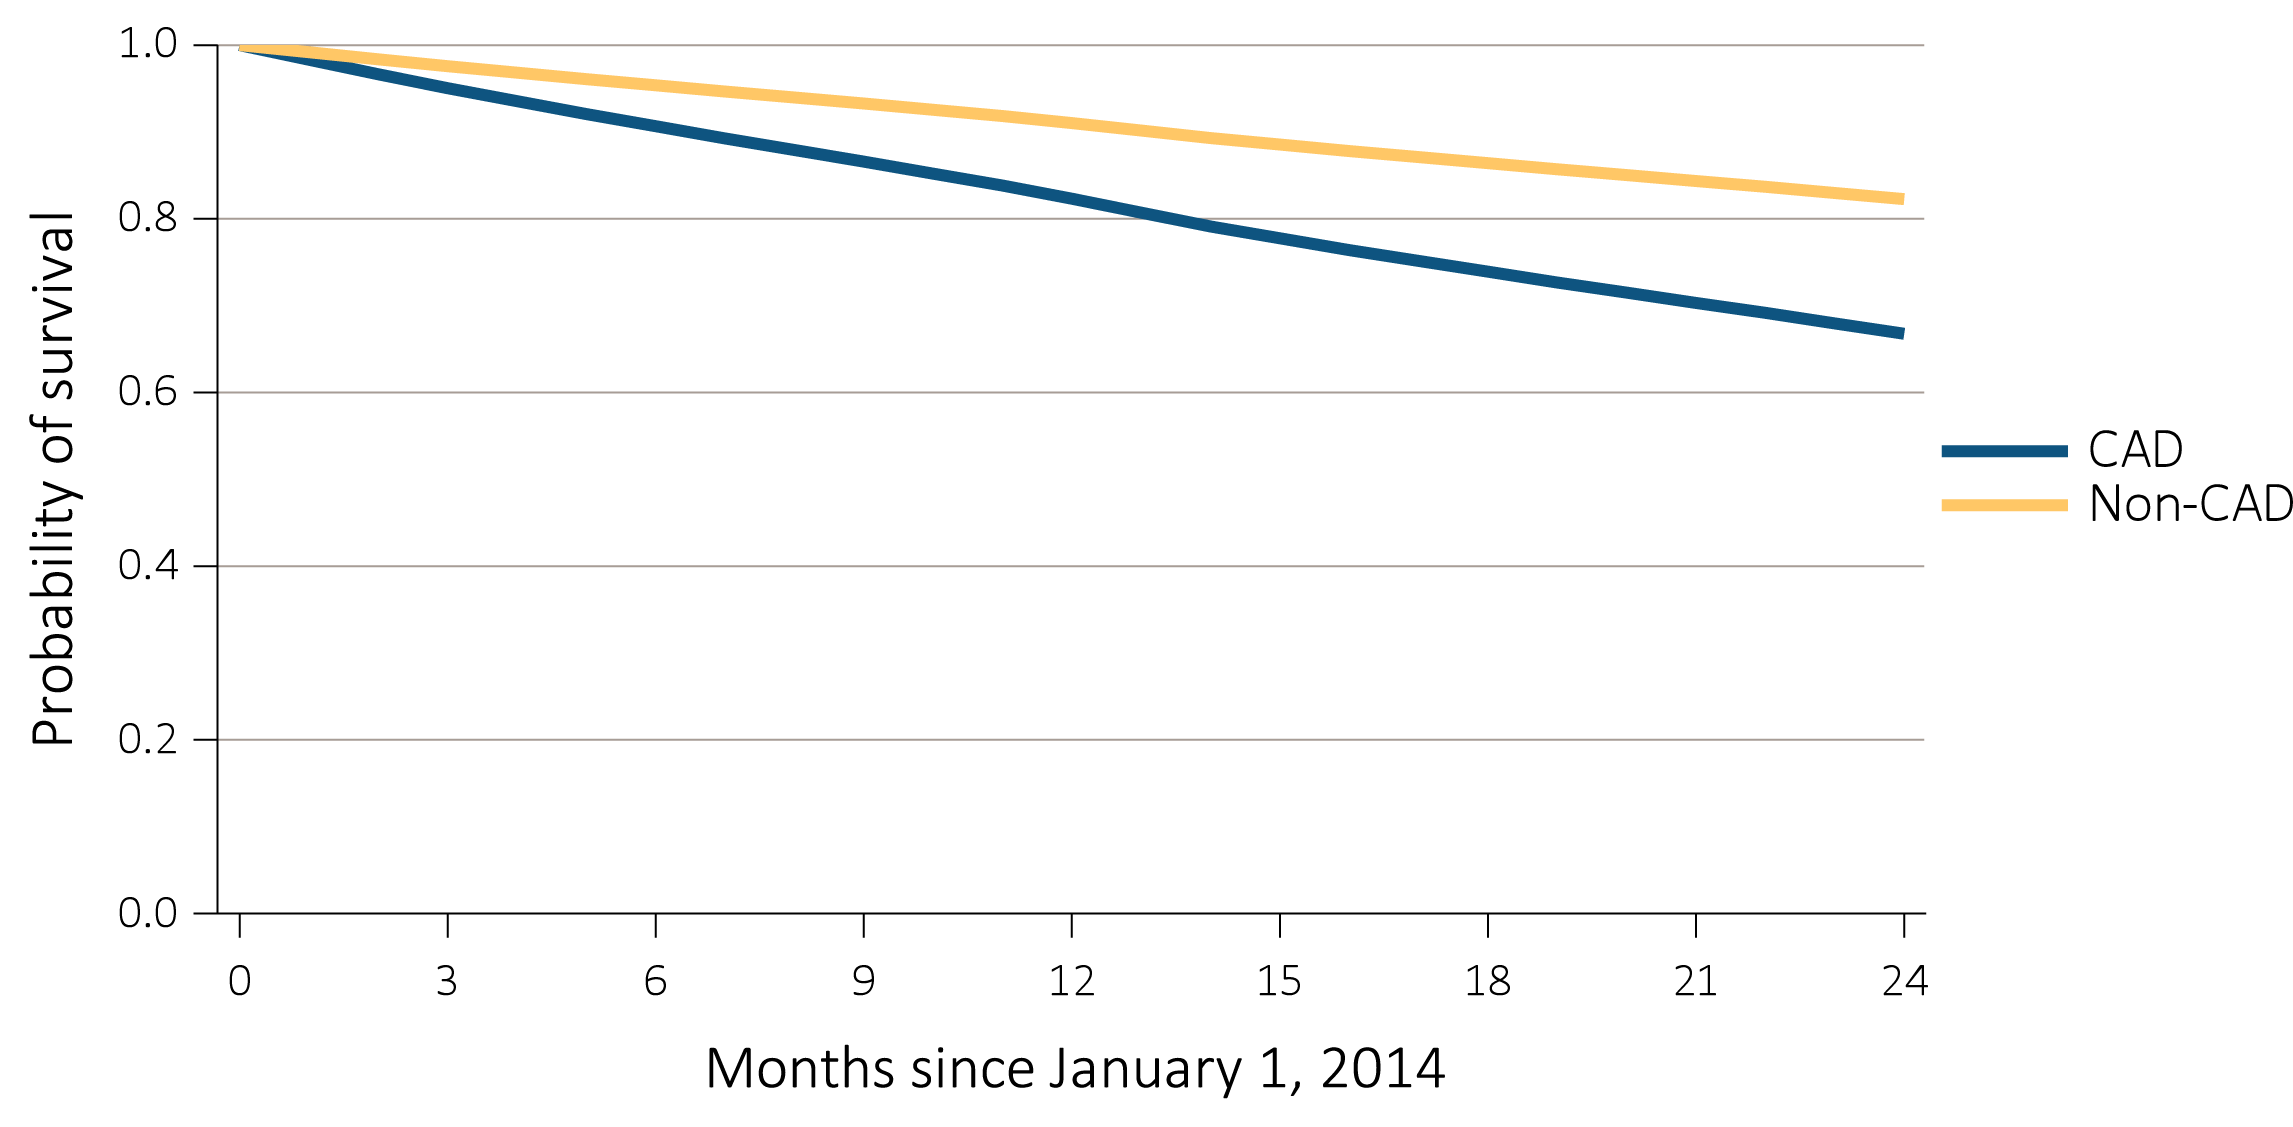 Probability of survival
1.0
0.8
0.6
0.4
0.2
0.0
0 3 6 9 12 15 18 21 24
Months since January 1, 2014
CAD
Non-CAD